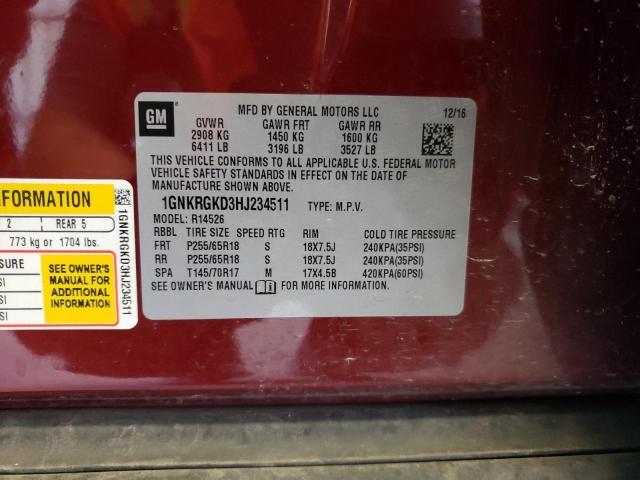 GM
MFD BY GENERAL MOTORS LLC 12/16
GVWR GAWR FRT GAWR RR
2908 KG 1450 KG 1600 KG
6411 LB 3196 LB 3527 LB
THIS VEHICLE CONFORMS TO ALL APPLICABLE U.S. FEDERAL MOTOR
VEHICLE SAFETY STANDARDS IN EFFECT ON THE DATE OF
MANUFACTURE SHOWN ABOVE.
1GNKRGKD3HJ234511 TYPE: M.P.V.
MODEL: R14526
RBBL TIRE SIZE SPEED RTG RIM COLD TIRE PRESSURE
FRT P255/65R18 S 18X7.5J 240KPA(35PSI)
RR P255/65R18 S 18X7.5J 240KPA(35PSI)
SPA T145/70R17 M 17X4.5B 420KPA(60PSI)
SEE OWNER'S MANUAL FOR MORE INFORMATION
INFORMATION
2 REAR 5
773 kg or 1704 lbs.
SURE
SI
SI
SI
SEE OWNER'S
MANUAL FOR
ADDITIONAL
INFORMATION
1GNKRGKD3HJ234511